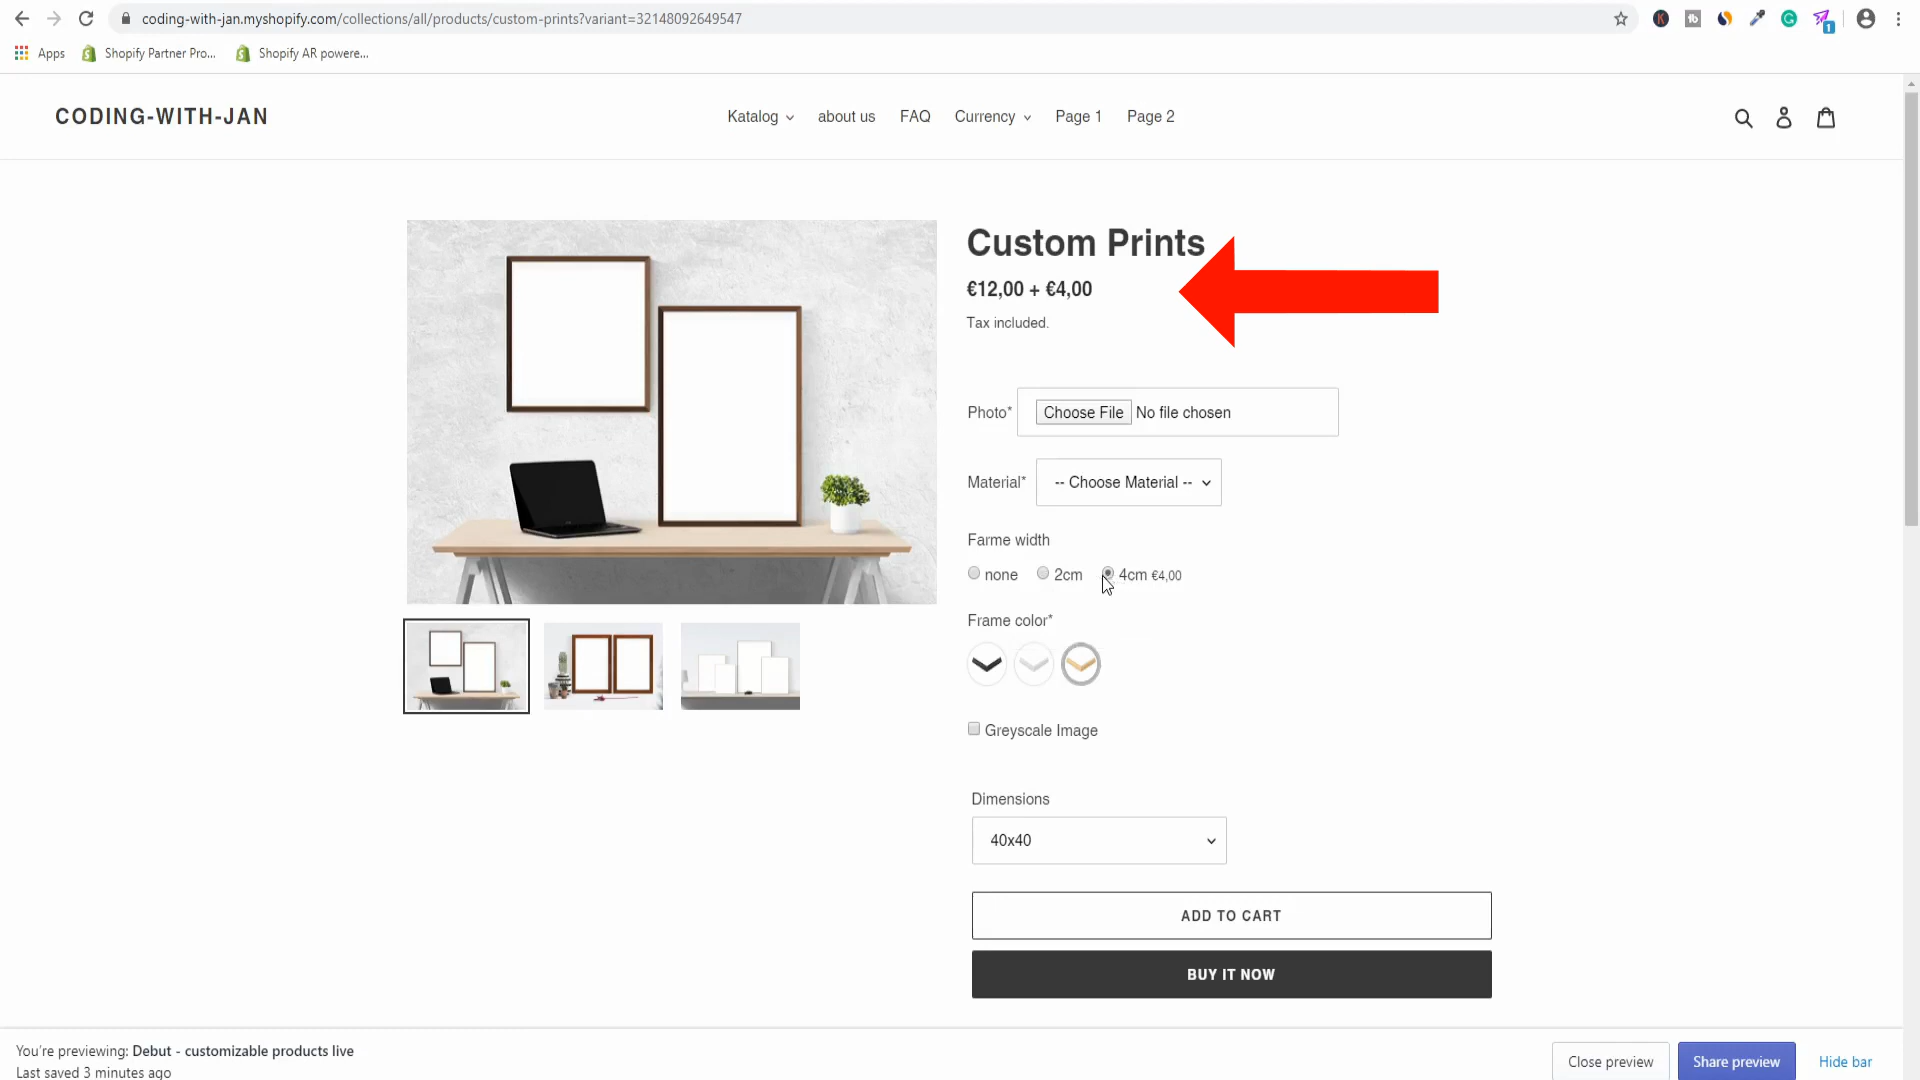 coding-with-jan.myshopify.com/collections/all/products/custom-prints?variant=32148092649547
1
Apps Shopify Partner Pro... Shopify AR powere...
CODING-WITH-JAN
Katalog about us FAQ Currency Page 1 Page 2
Custom Prints
€12,00 + €4,00
Tax included.
Photo* Choose File No file chosen
Material* -- Choose Material --
Farme width
none 2cm 4cm €4,00
Frame color*
Greyscale Image
Dimensions
40x40
ADD TO CART
BUY IT NOW
You're previewing: Debut - customizable products live
Last saved 3 minutes ago
Close preview Share preview Hide bar